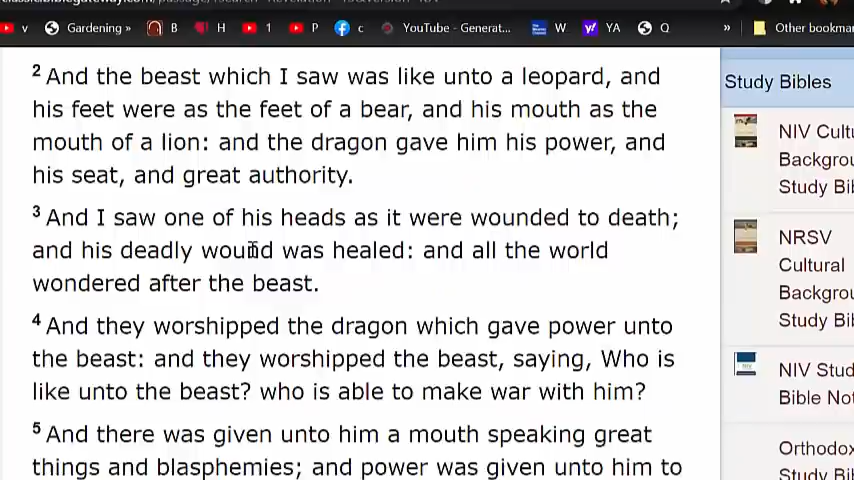 v
Gardening »
B
H
1
P
c
YouTube - Generat...
W
YA
Q
»
Other bookma
2 And the beast which I saw was like unto a leopard, and
his feet were as the feet of a bear, and his mouth as the
mouth of a lion: and the dragon gave him his power, and
his seat, and great authority.
3 And I saw one of his heads as it were wounded to death;
and his deadly wound was healed: and all the world
wondered after the beast.
4 And they worshipped the dragon which gave power unto
the beast: and they worshipped the beast, saying, Who is
like unto the beast? who is able to make war with him?
5 And there was given unto him a mouth speaking great
things and blasphemies; and power was given unto him to
Study Bibles
NIV Cultu
Backgrou
Study Bib
NRSV
Cultural
Backgrou
Study Bib
NIV Stud
Bible Not
Orthodox
Study Bib